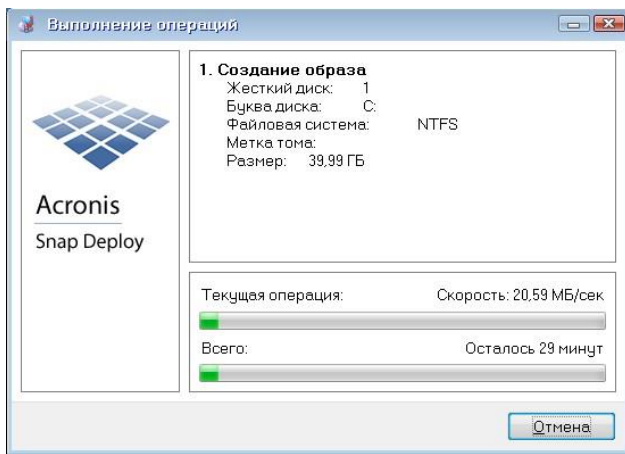 Выполнение операций
1. Создание образа
Жесткий диск: 1
Буква диска: C:
Файловая система: NTFS
Метка тома:
Размер: 39,99 ГБ
Acronis
Snap Deploy
Текущая операция: Скорость: 20,59 МБ/сек
Всего: Осталось 29 минут
Отмена